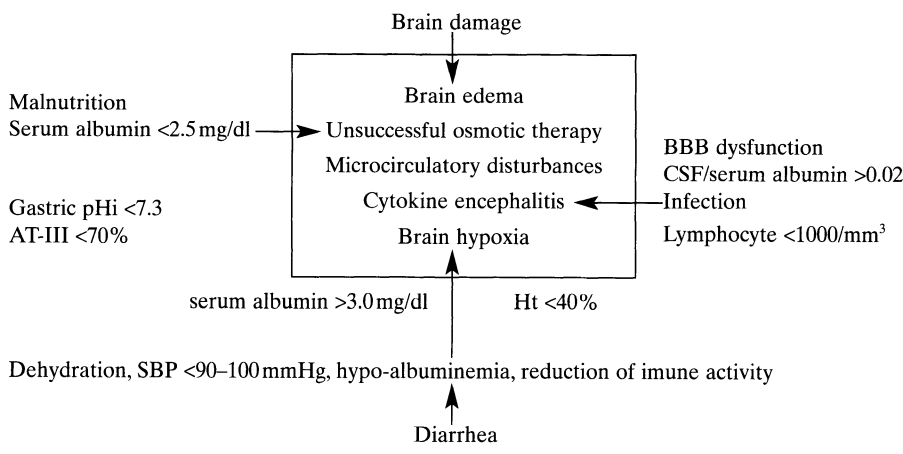 Brain damage
Brain edema
Malnutrition
Serum albumin <2.5 mg/dl
Unsuccessful osmotic therapy
Microcirculatory disturbances
BBB dysfunction
CSF/serum albumin >0.02
Cytokine encephalitis
Infection
Gastric pHi <7.3
AT-III <70%
Brain hypoxia
Lymphocyte <1000/mm³
serum albumin >3.0 mg/dl
Ht <40%
Dehydration, SBP <90–100 mmHg, hypo-albuminemia, reduction of imune activity
Diarrhea